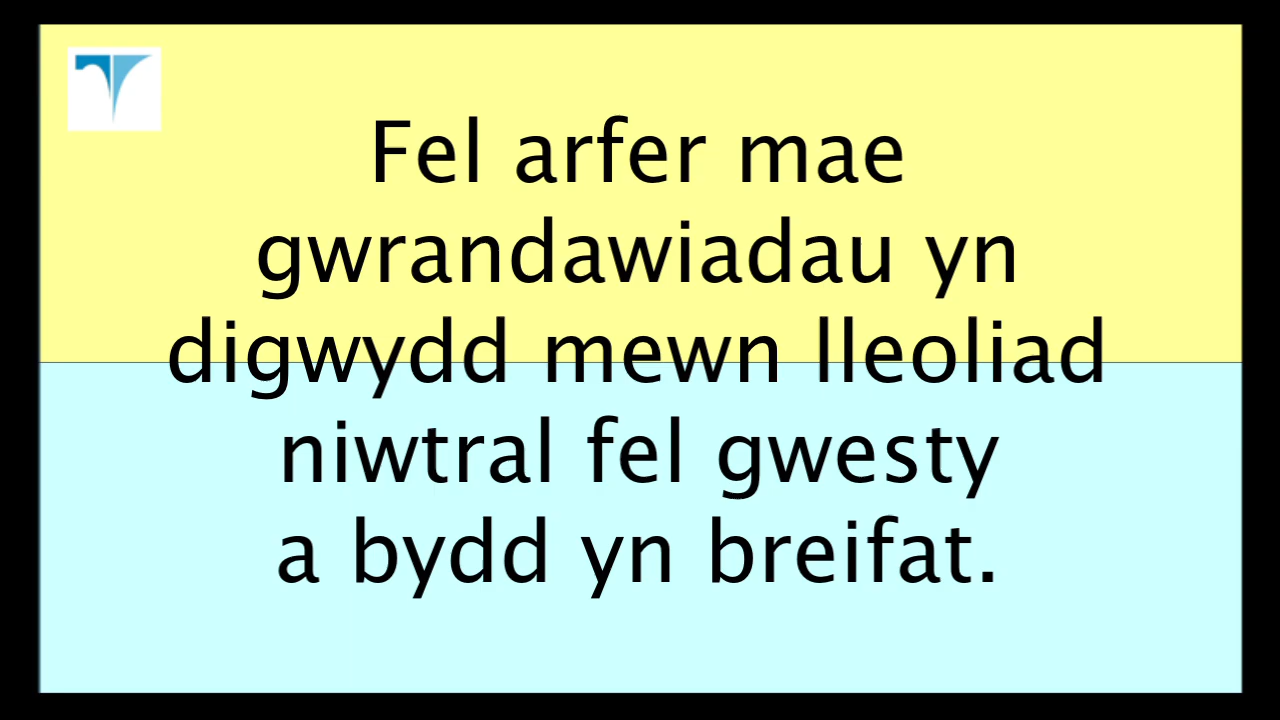 Fel arfer mae
gwrandawiadau yn
digwydd mewn lleoliad
niwtral fel gwesty
a bydd yn breifat.